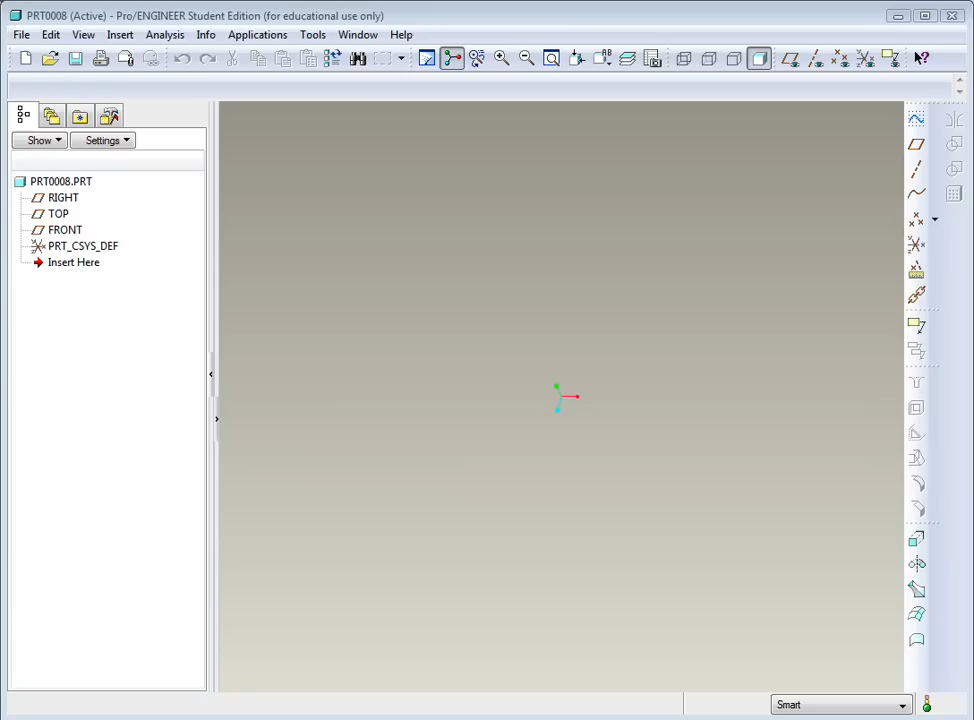 PRT0008 (Active) - Pro/ENGINEER Student Edition (for educational use only)
File Edit View Insert Analysis Info Applications Tools Window Help
Show Settings
PRT0008.PRT
RIGHT
TOP
FRONT
PRT_CSYS_DEF
Insert Here
Smart